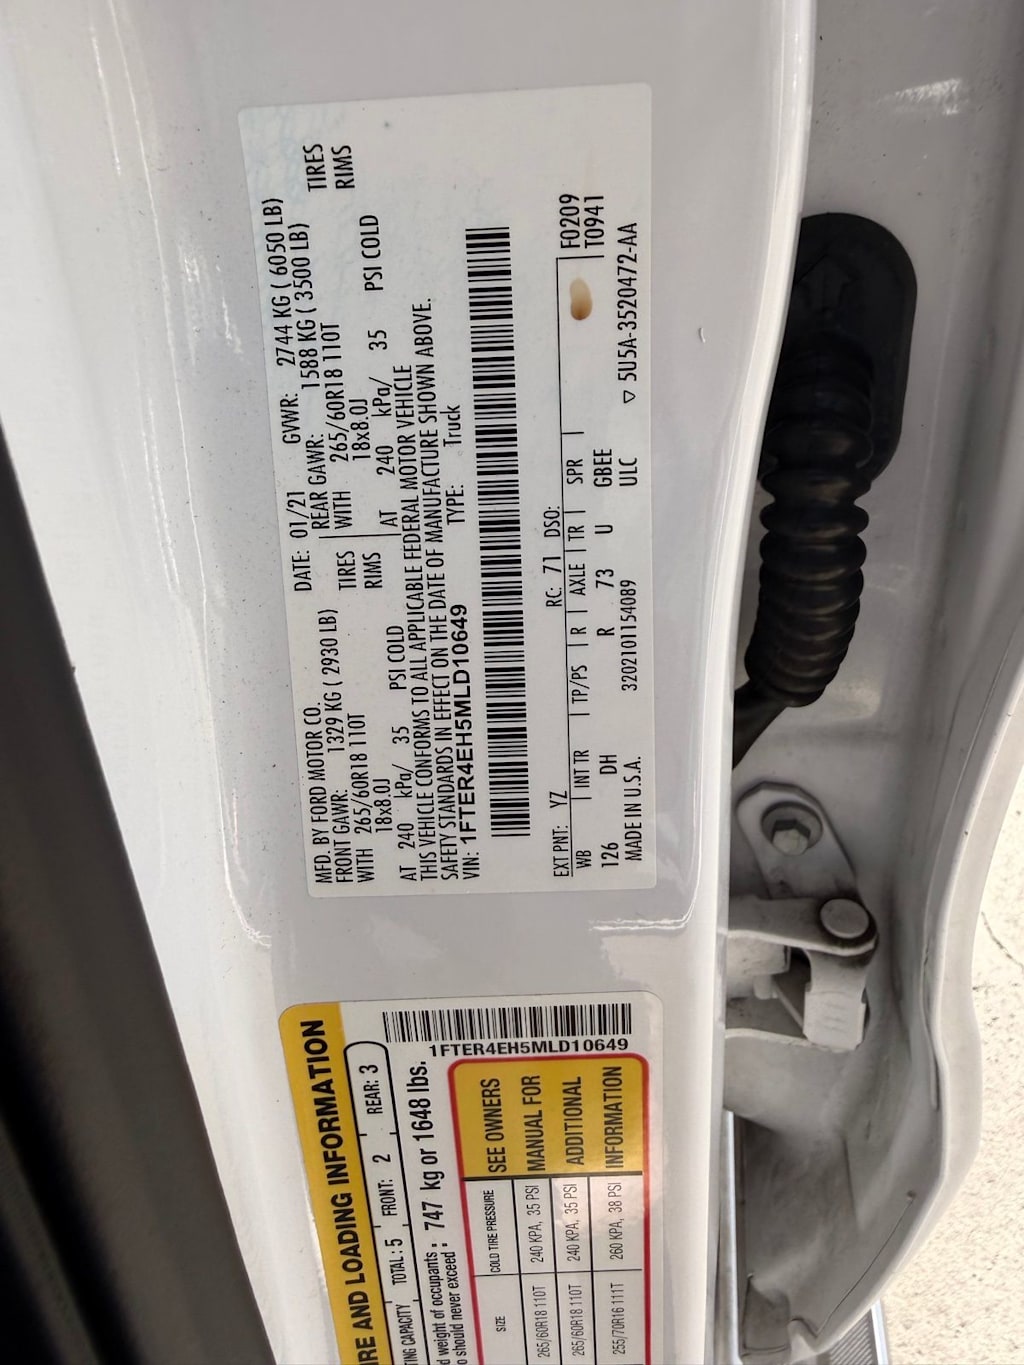 MFD. BY FORD MOTOR CO. DATE: 01/21 GVWR: 2744 KG ( 6050 LB)
FRONT GAWR: 1329 KG ( 2930 LB) REAR GAWR: 1588 KG ( 3500 LB)
WITH 265/60R18 110T TIRES WITH 265/60R18 110T TIRES
18x8.0J RIMS 18x8.0J RIMS
AT 240 kPa/ 35 PSI COLD AT 240 kPa/ 35 PSI COLD
THIS VEHICLE CONFORMS TO ALL APPLICABLE FEDERAL MOTOR VEHICLE
SAFETY STANDARDS IN EFFECT ON THE DATE OF MANUFACTURE SHOWN ABOVE.
VIN: 1FTER4EH5MLD10649 TYPE: Truck
EXT PNT: YZ RC: 71 DSO: F0209
WB INT TR TP/PS R AXLE TR SPR T0941
126 DH R 73 U GBEE
MADE IN U.S.A. 3202101154089 ULC ▽ 5U5A-3520472-AA
IRE AND LOADING INFORMATION
TING CAPACITY TOTAL: 5 FRONT: 2 REAR: 3
d weight of occupants :
o should never exceed : 747 kg or 1648 lbs.
1FTER4EH5MLD10649
SIZE COLD TIRE PRESSURE SEE OWNERS
265/60R18 110T 240 KPA, 35 PSI MANUAL FOR
265/60R18 110T 240 KPA, 35 PSI ADDITIONAL
255/70R16 111T 260 KPA, 38 PSI INFORMATION